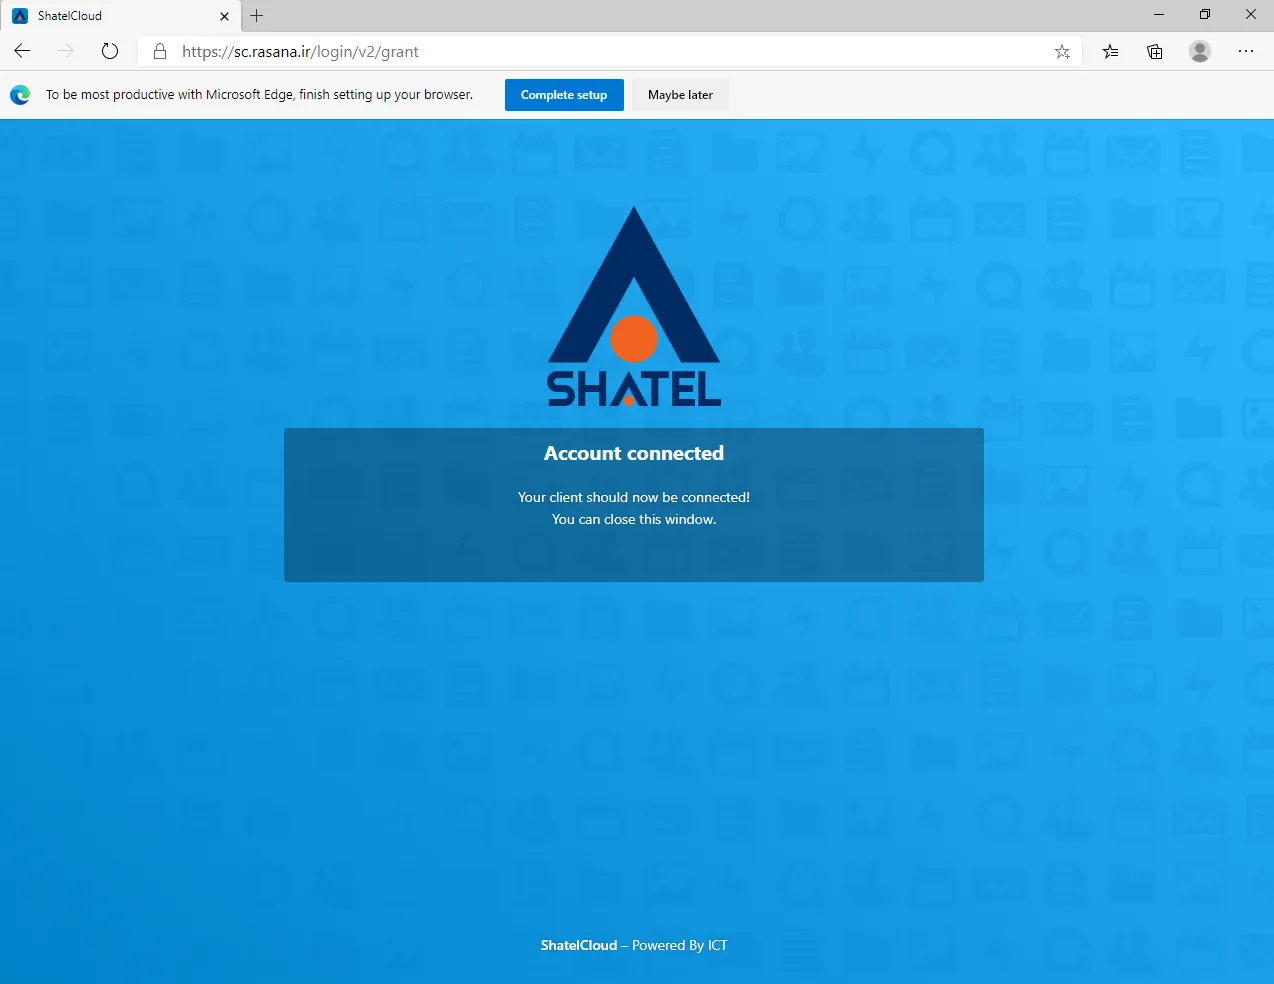 ShatelCloud
https://sc.rasana.ir/login/v2/grant
To be most productive with Microsoft Edge, finish setting up your browser.
Complete setup
Maybe later
SHATEL
Account connected
Your client should now be connected!
You can close this window.
ShatelCloud – Powered By ICT